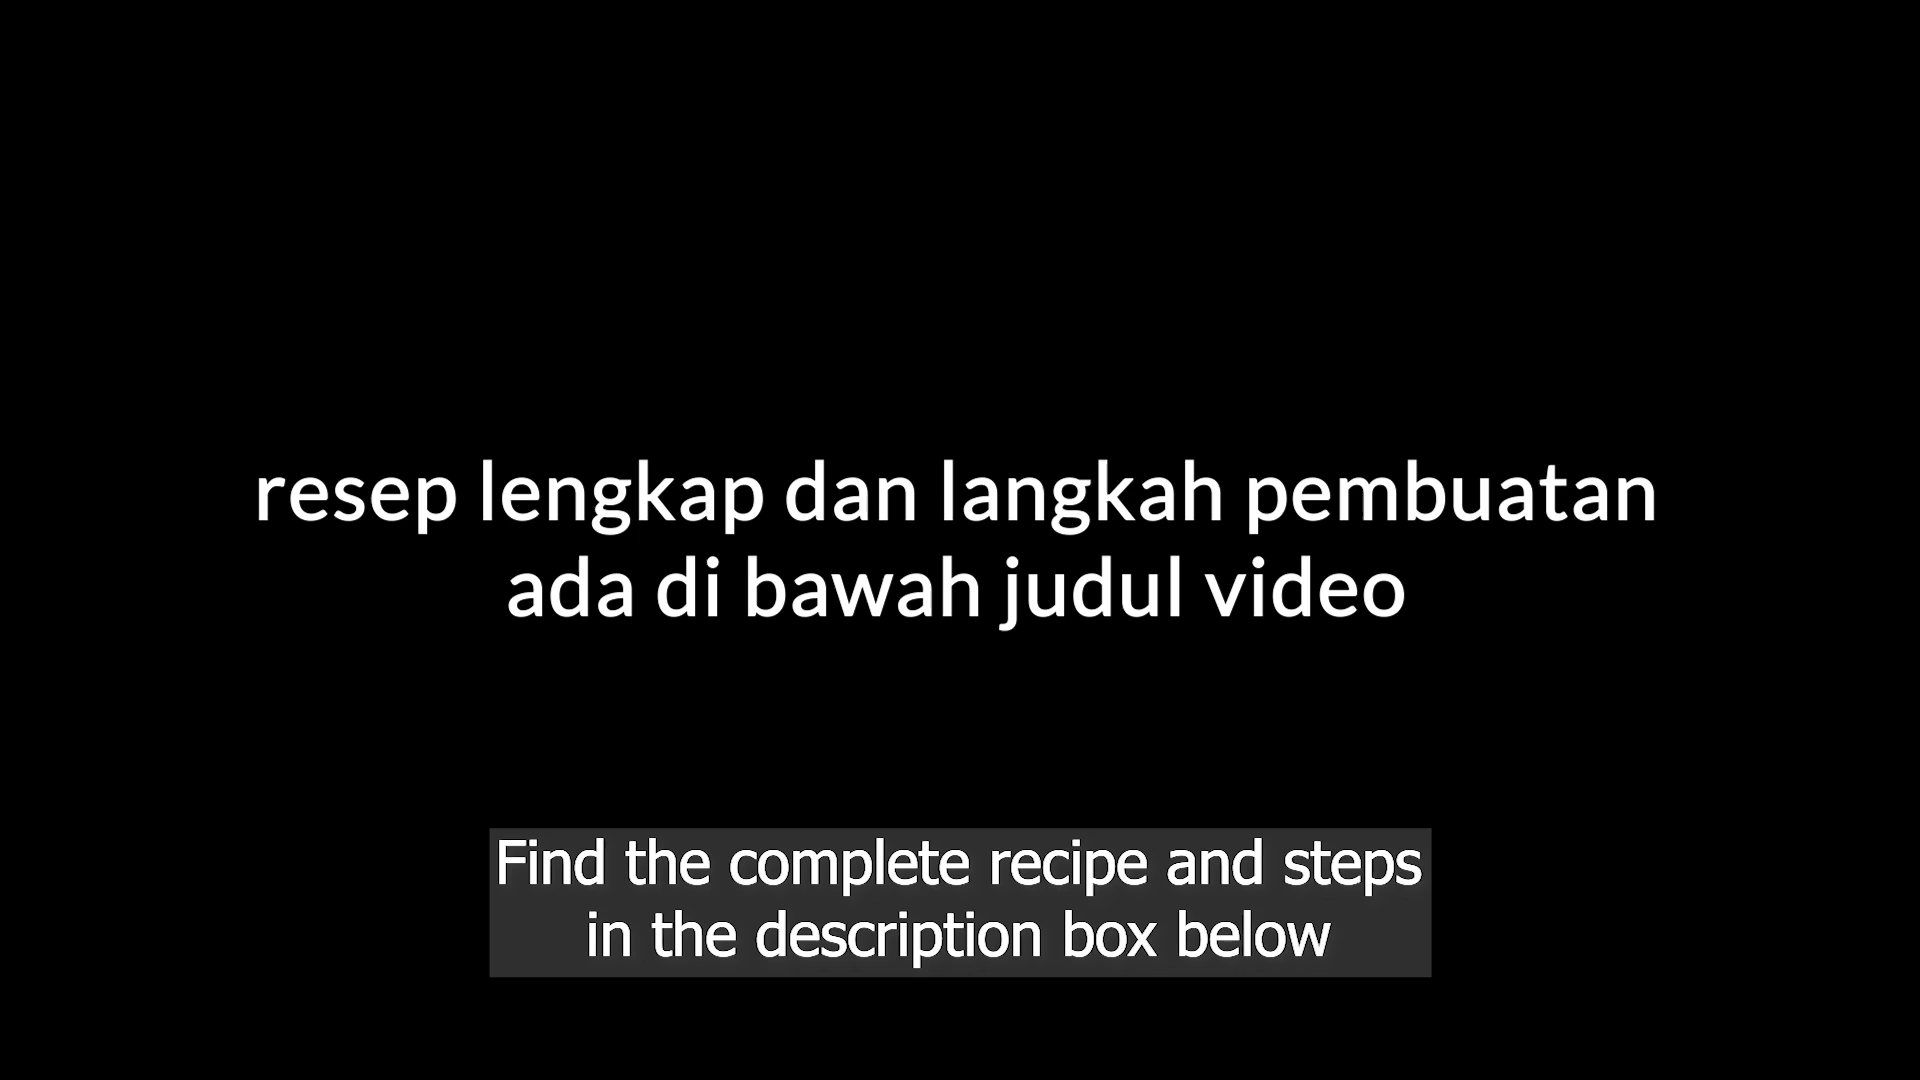 resep lengkap dan langkah pembuatan
ada di bawah judul video
Find the complete recipe and steps
in the description box below